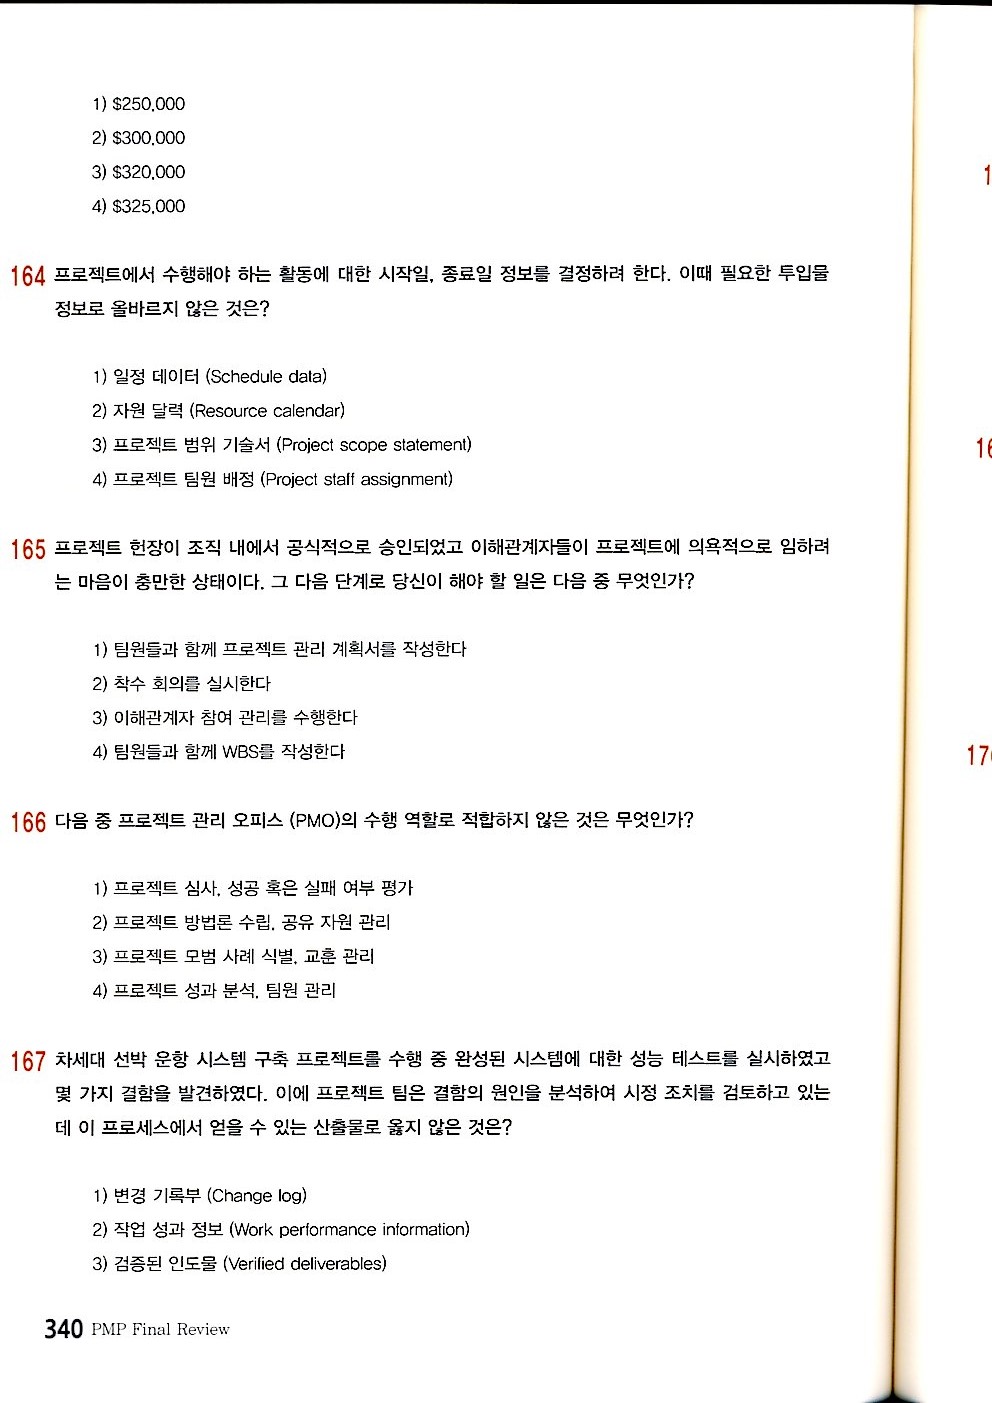 1) $250,000
2) $300,000
3) $320,000
4) $325,000
164 프로젝트에서 수행해야 하는 활동에 대한 시작일, 종료일 정보를 결정하려 한다. 이때 필요한 투입물
정보로 올바르지 않은 것은?
1) 일정 데이터 (Schedule data)
2) 자원 달력 (Resource calendar)
3) 프로젝트 범위 기술서 (Project scope statement)
4) 프로젝트 팀원 배정 (Project staff assignment)
165 프로젝트 헌장이 조직 내에서 공식적으로 승인되었고 이해관계자들이 프로젝트에 의욕적으로 임하려
는 마음이 충만한 상태이다. 그 다음 단계로 당신이 해야 할 일은 다음 중 무엇인가?
1) 팀원들과 함께 프로젝트 관리 계획서를 작성한다
2) 착수 회의를 실시한다
3) 이해관계자 참여 관리를 수행한다
4) 팀원들과 함께 WBS를 작성한다
166 다음 중 프로젝트 관리 오피스 (PMO)의 수행 역할로 적합하지 않은 것은 무엇인가?
1) 프로젝트 심사, 성공 혹은 실패 여부 평가
2) 프로젝트 방법론 수립, 공유 자원 관리
3) 프로젝트 모범 사례 식별, 교훈 관리
4) 프로젝트 성과 분석, 팀원 관리
167 차세대 선박 운항 시스템 구축 프로젝트를 수행 중 완성된 시스템에 대한 성능 테스트를 실시하였고
몇 가지 결함을 발견하였다. 이에 프로젝트 팀은 결함의 원인을 분석하여 시정 조치를 검토하고 있는
데 이 프로세스에서 얻을 수 있는 산출물로 옳지 않은 것은?
1) 변경 기록부 (Change log)
2) 작업 성과 정보 (Work performance information)
3) 검증된 인도물 (Verified deliverables)
340 PMP Final Review